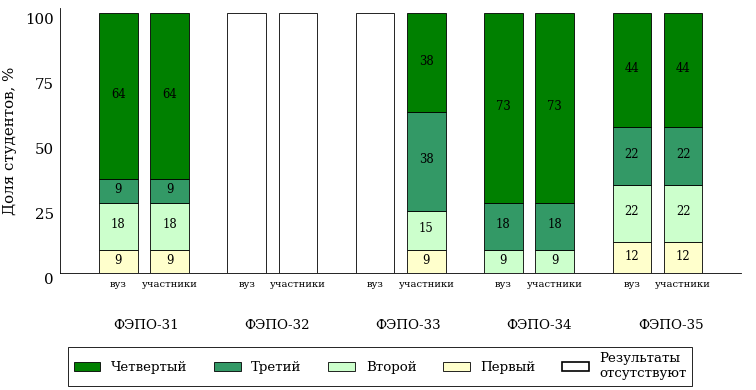 Доля студентов, %
100
75
50
25
0
64 64 38 73 73 44 44
9 9 38 18 18 22 22
18 18 15 9 9 22 22
9 9 9 12 12
вуз участники вуз участники вуз участники вуз участники вуз участники
ФЭПО-31 ФЭПО-32 ФЭПО-33 ФЭПО-34 ФЭПО-35
Четвертый Третий Второй Первый Результаты
отсутствуют